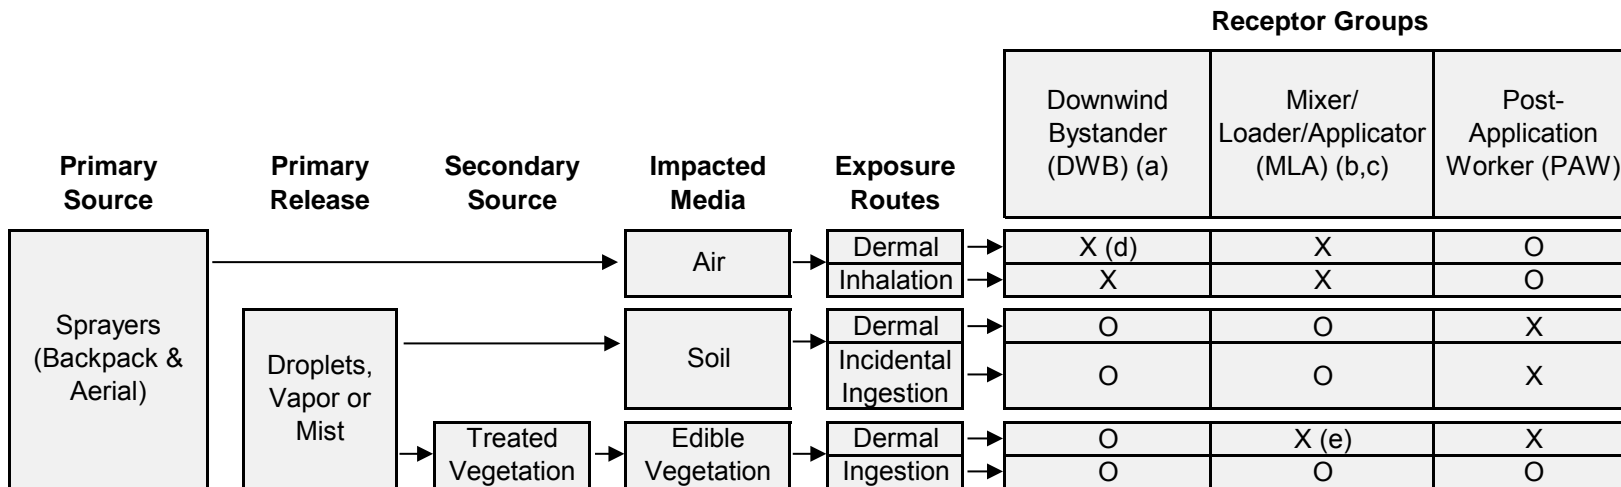 Receptor Groups
Downwind
Bystander
(DWB) (a)
Mixer/
Loader/Applicator
(MLA) (b,c)
Post-
Application
Worker (PAW)
Primary
Source
Primary
Release
Secondary
Source
Impacted
Media
Exposure
Routes
Sprayers
(Backpack &
Aerial)
Air
Dermal
X (d)
X
O
Inhalation
X
X
O
Droplets,
Vapor or
Mist
Soil
Dermal
O
O
X
Incidental
Ingestion
O
O
X
Treated
Vegetation
Edible
Vegetation
Dermal
O
X (e)
X
Ingestion
O
O
O